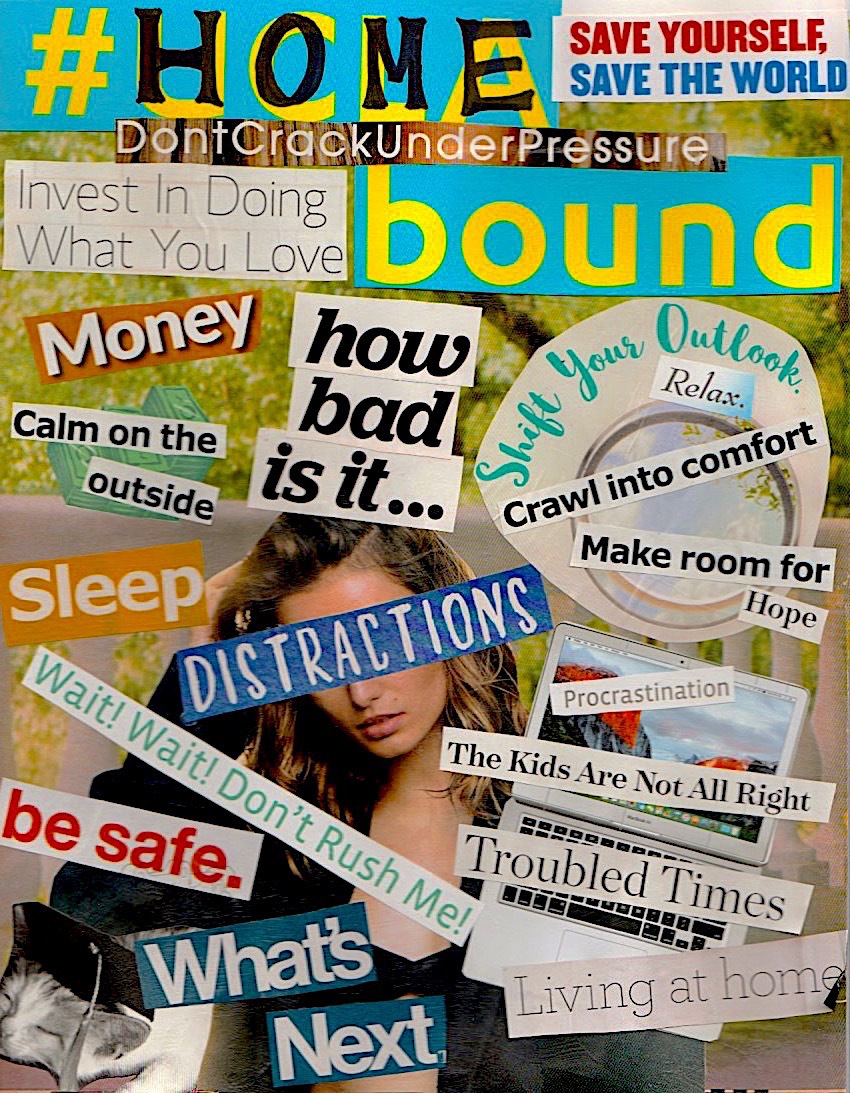 #HOME
SAVE YOURSELF,
SAVE THE WORLD
DontCrackUnderPressure
Invest In Doing
What You Love
bound
Money
how
bad
is it...
Shift Your Outlook.
Relax.
Calm on the
outside
Crawl into comfort
Make room for
Hope
Sleep
DISTRACTIONS
Procrastination
Wait! Wait! Don't Rush Me!
The Kids Are Not All Right
be safe.
Troubled Times
What's
Next
Living at home